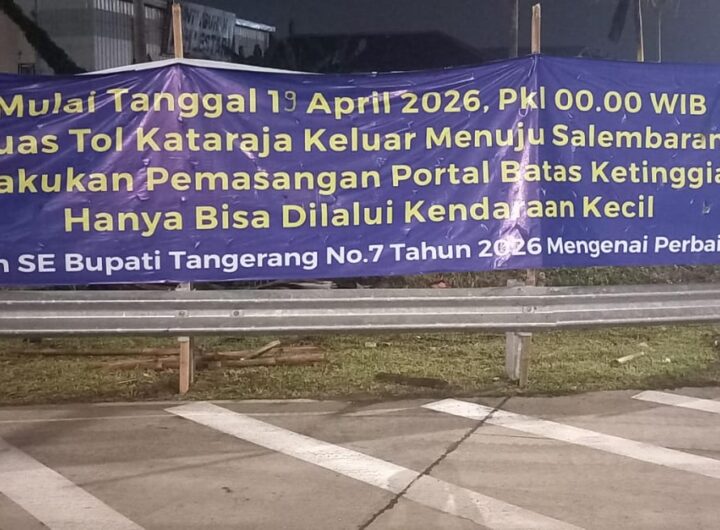 Mulai Tanggal 19 April 2026, Pkl 00.00 WIB
uas Tol Kataraja Keluar Menuju Salembaran
akukan Pemasangan Portal Batas Ketinggia
Hanya Bisa Dilalui Kendaraan Kecil
n SE Bupati Tangerang No.7 Tahun 2026 Mengenai Perbai